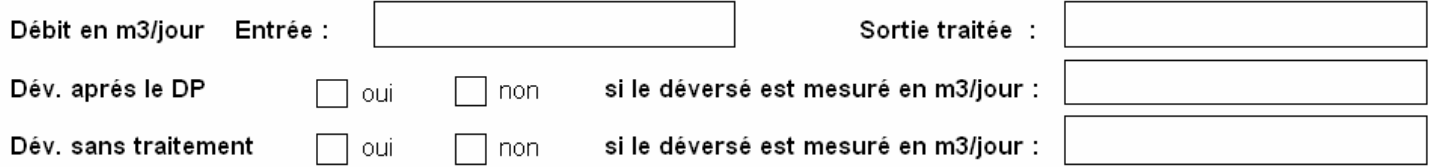 Débit en m3/jour Entrée : Sortie traitée :
Dév. aprés le DP oui non si le déversé est mesuré en m3/jour :
Dév. sans traitement oui non si le déversé est mesuré en m3/jour :